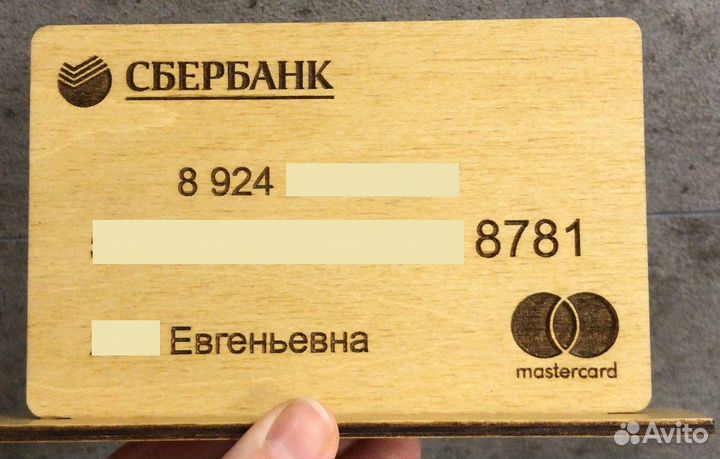 СБЕРБАНК
8 924
8781
Евгеньевна
mastercard
Avito